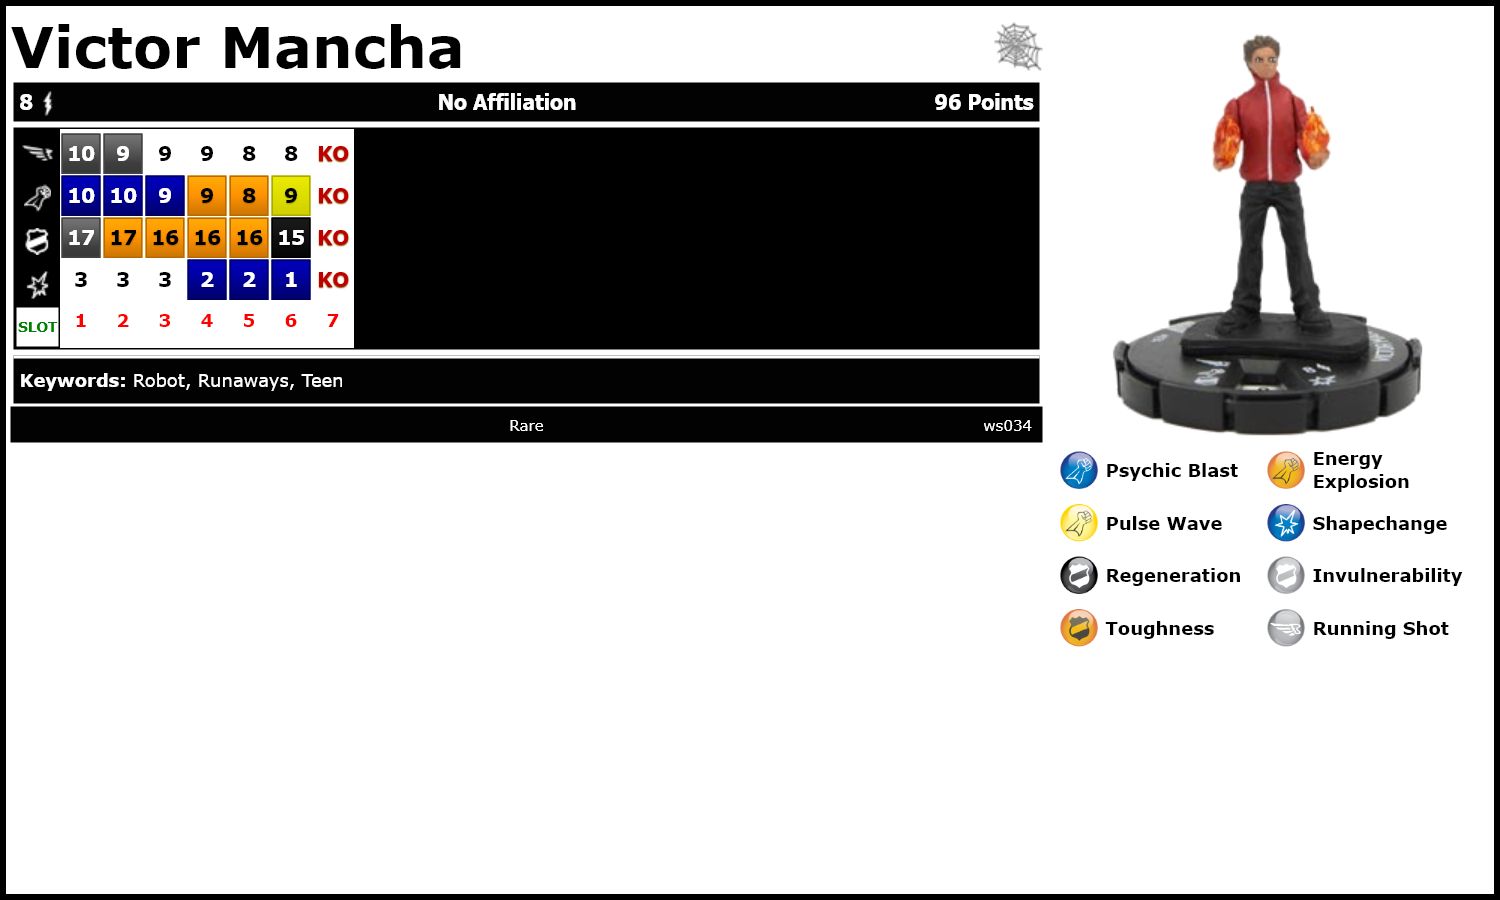 Victor Mancha
8 No Affiliation 96 Points
10 9 9 9 8 8 KO
10 10 9 9 8 9 KO
17 17 16 16 16 15 KO
3 3 3 2 2 1 KO
SLOT 1 2 3 4 5 6 7
Keywords: Robot, Runaways, Teen
Rare ws034
Psychic Blast
Energy
Explosion
Pulse Wave
Shapechange
Regeneration
Invulnerability
Toughness
Running Shot